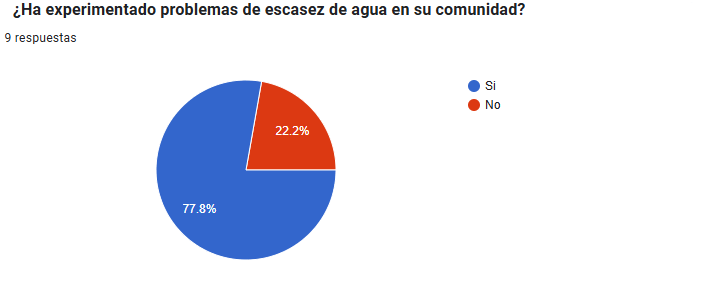 ¿Ha experimentado problemas de escasez de agua en su comunidad?
9 respuestas
Si
No
22.2%
77.8%